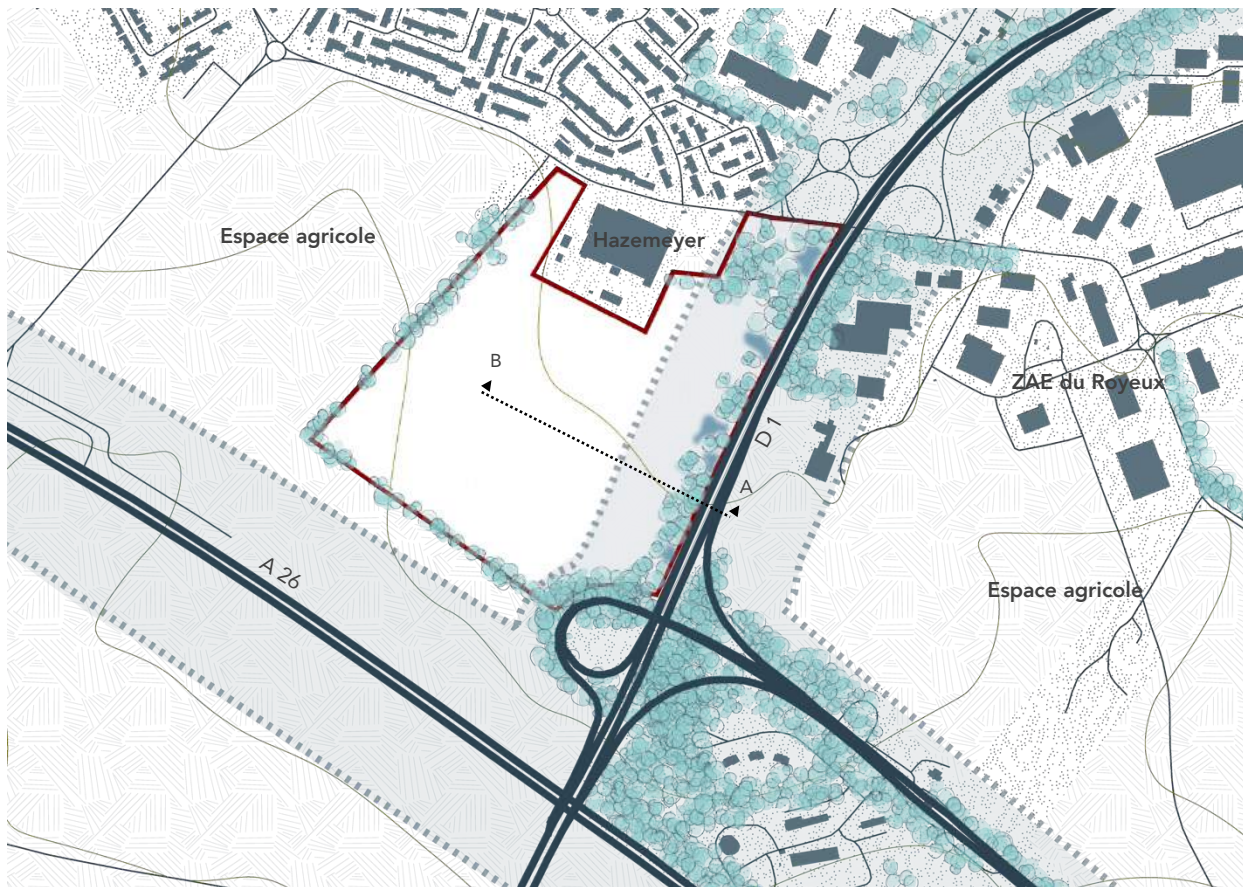 Espace agricole
Hazemeyer
B
ZAE du Royeux
D 1
A
A 26
Espace agricole